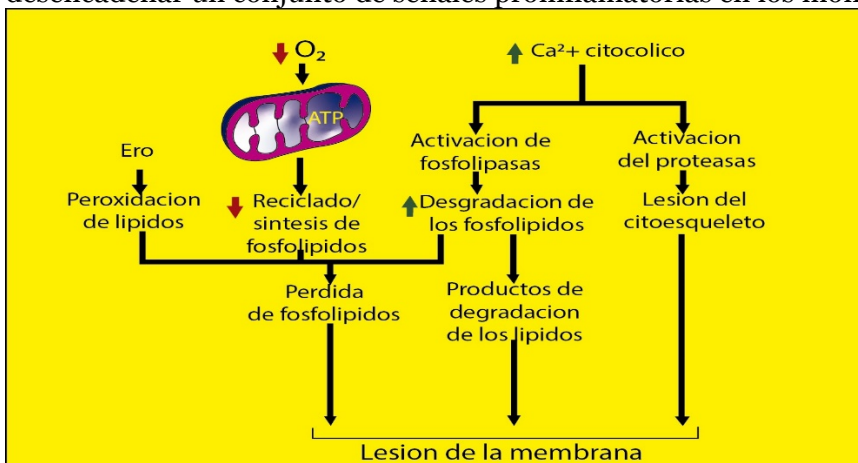 desencadenar un conjunto de señales proinflamatorias en los
O₂
Ca²+ citocolico
ATP
Ero
Activacion de
fosfolipasas
Activacion
del proteasas
Peroxidacion
de lipidos
Reciclado/
sintesis de
fosfolipidos
Desgradacion de
los fosfolipidos
Lesion del
citoesqueleto
Perdida
de fosfolipidos
Productos de
degradacion
de los lipidos
Lesion de la membrana